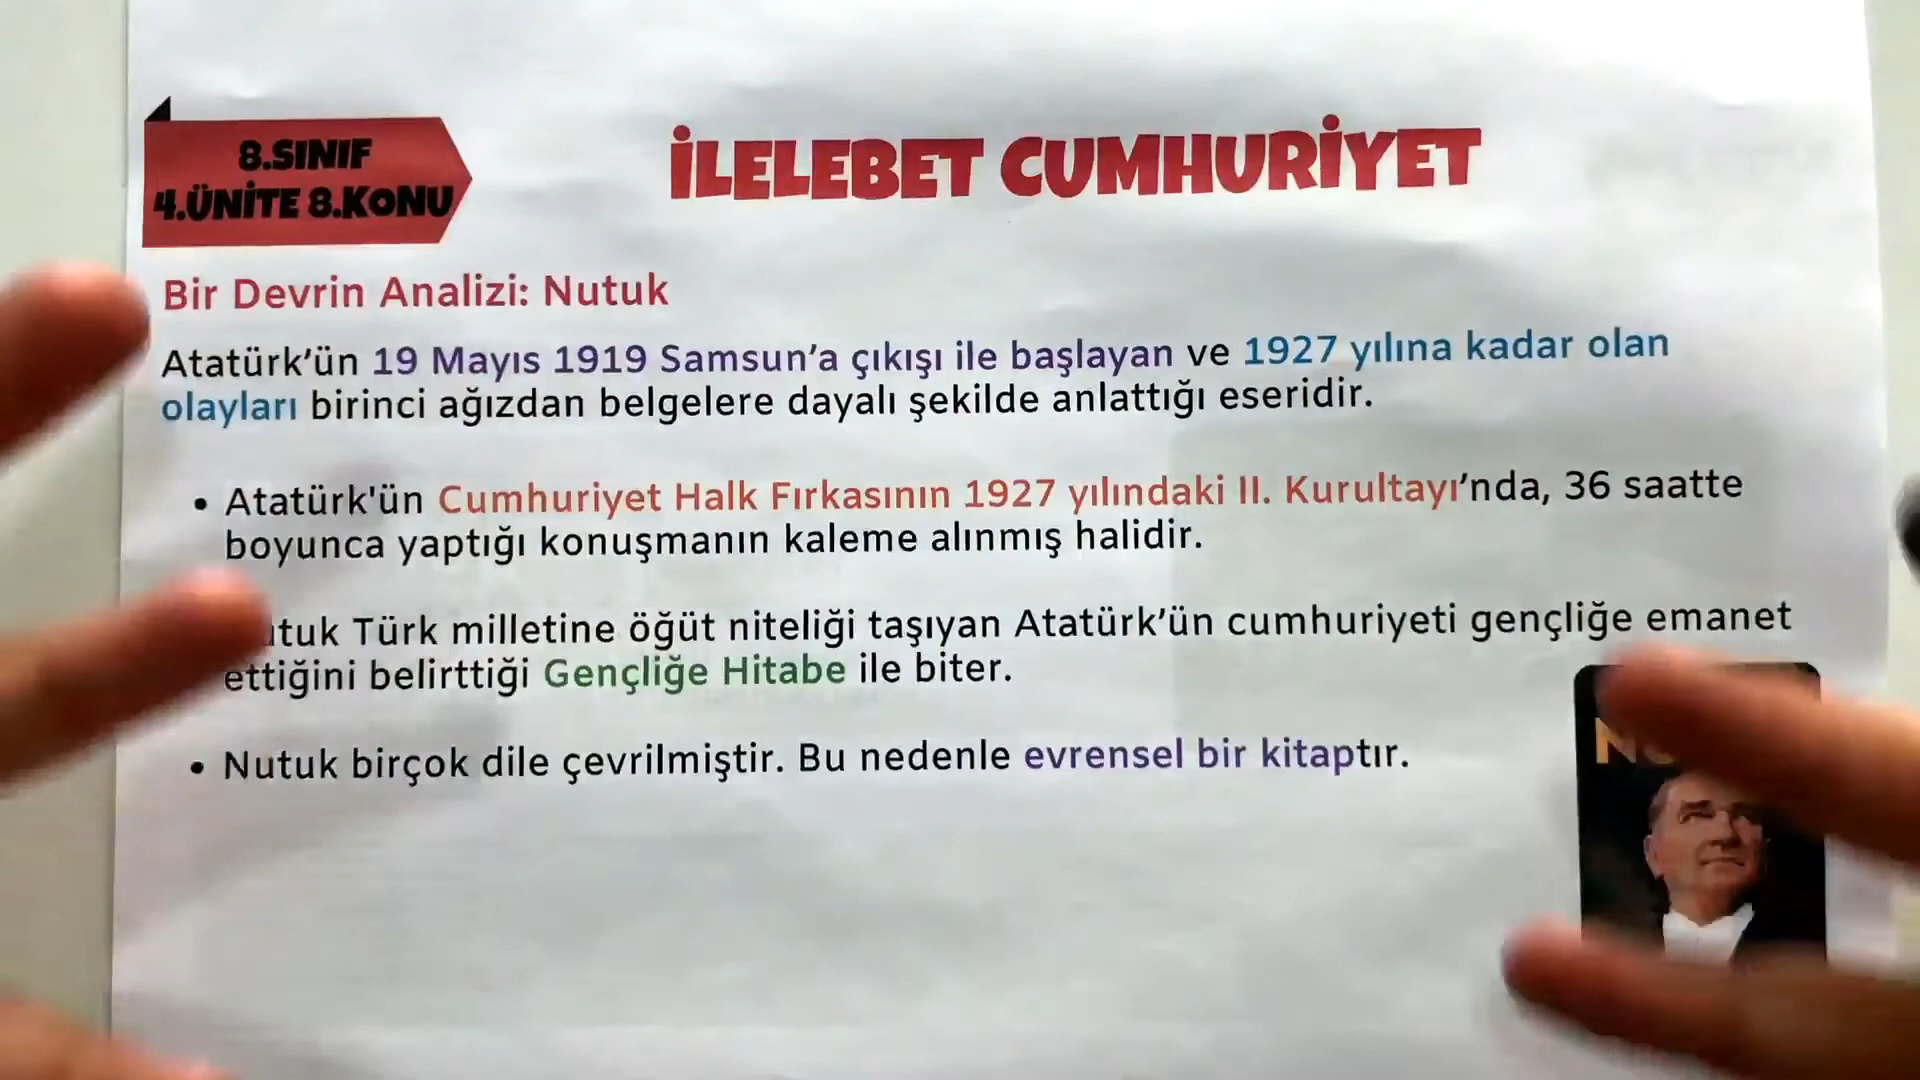 8.SINIF
4.ÜNİTE 8.KONU
İLELEBET CUMHURİYET
Bir Devrin Analizi: Nutuk
Atatürk’ün 19 Mayıs 1919 Samsun’a çıkışı ile başlayan ve 1927 yılına kadar olan
olayları birinci ağızdan belgelere dayalı şekilde anlattığı eseridir.
• Atatürk'ün Cumhuriyet Halk Fırkasının 1927 yılındaki II. Kurultayı’nda, 36 saatte
boyunca yaptığı konuşmanın kaleme alınmış halidir.
Türk milletine öğüt niteliği taşıyan Atatürk’ün cumhuriyeti gençliğe emanet
ettiğini belirttiği Gençliğe Hitabe ile biter.
• Nutuk birçok dile çevrilmiştir. Bu nedenle evrensel bir kitaptır.